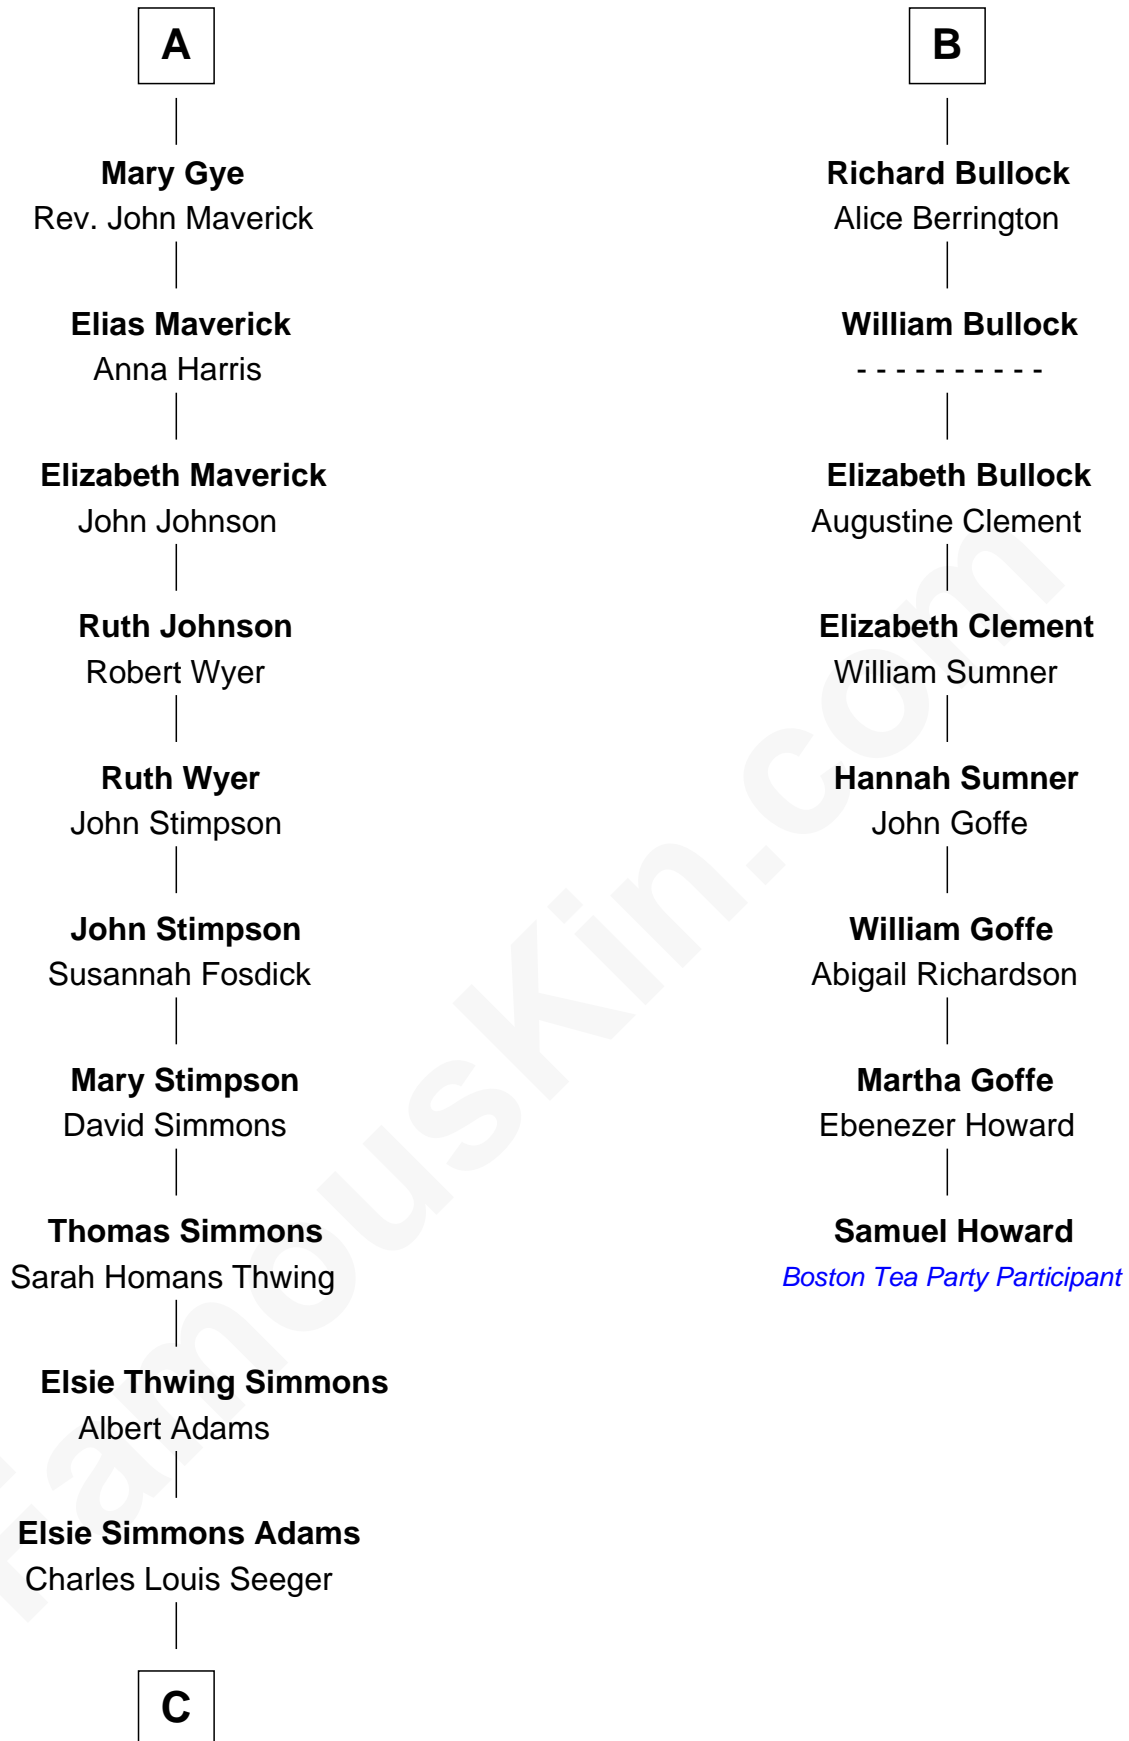 A
Mary Gye
Rev. John Maverick
Elias Maverick
Anna Harris
Elizabeth Maverick
John Johnson
Ruth Johnson
Robert Wyer
Ruth Wyer
John Stimpson
John Stimpson
Susannah Fosdick
Mary Stimpson
David Simmons
Thomas Simmons
Sarah Homans Thwing
Elsie Thwing Simmons
Albert Adams
Elsie Simmons Adams
Charles Louis Seeger
C
B
Richard Bullock
Alice Berrington
William Bullock
- - - - - - - - - -
Elizabeth Bullock
Augustine Clement
Elizabeth Clement
William Sumner
Hannah Sumner
John Goffe
William Goffe
Abigail Richardson
Martha Goffe
Ebenezer Howard
Samuel Howard
Boston Tea Party Participant
FamousKin.com